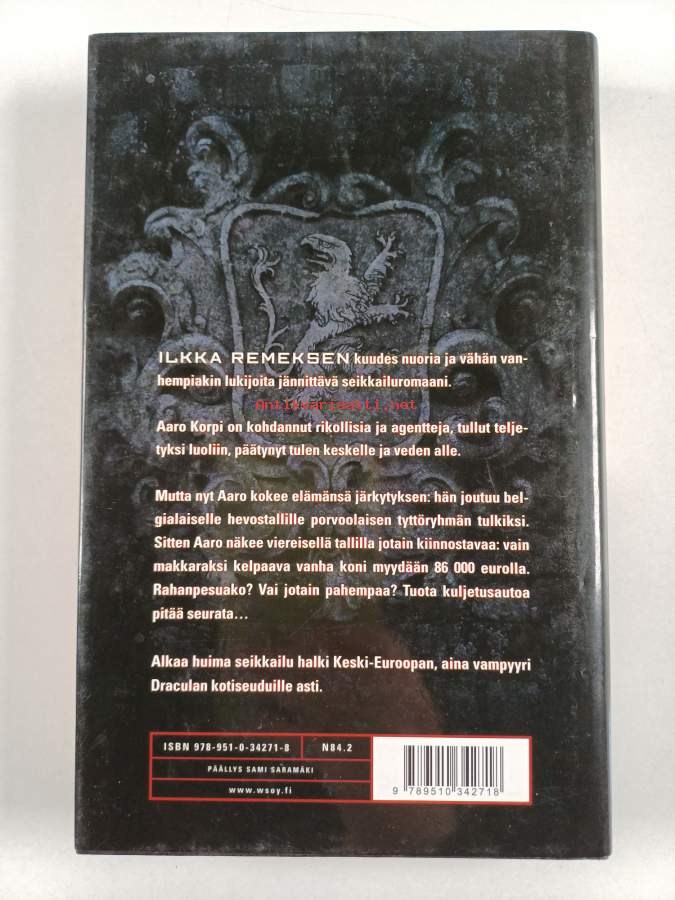 ILKKA REMEKSEN kuudes nuoria ja vähän van-
hempiakin lukijoita jännittävä seikkailuromaani.
Antikvariaatti.net
Aaro Korpi on kohdannut rikollisia ja agentteja, tullut telje-
tyksi luoliin, päätynyt tulen keskelle ja veden alle.
Mutta nyt Aaro kokee elämänsä järkytyksen: hän joutuu bel-
gialaiselle hevostallille porvoolaisen tyttöryhmän tulkiksi.
Sitten Aaro näkee viereisellä tallilla jotain kiinnostavaa: vain
makkaraksi kelpaava vanha koni myydään 86 000 eurolla.
Rahanpesuako? Vai jotain pahempaa? Tuota kuljetusautoa
pitää seurata...
Alkaa huima seikkailu halki Keski-Euroopan, aina vampyyri
Draculan kotiseuduille asti.
ISBN 978-951-0-34271-8 N84.2
PÄÄLLYS SAMI SARAMÄKI
www.wsoy.fi
9 789510 342718